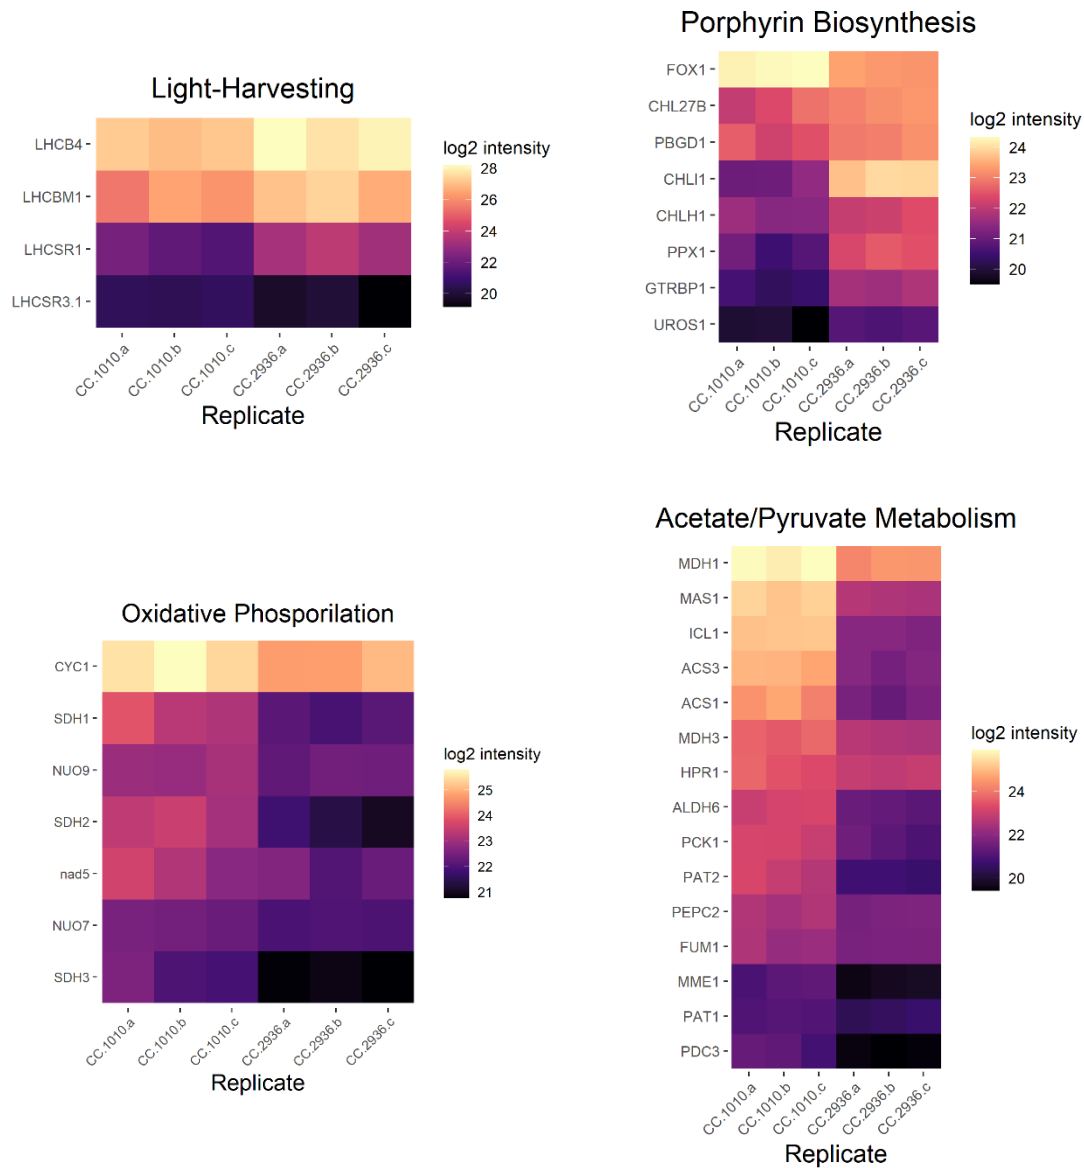 Light-Harvesting
LHCB4
LHCBM1
LHCSR1
LHCSR3.1
CC.1010.a
CC.1010.b
CC.1010.c
CC.2936.a
CC.2936.b
CC.2936.c
Replicate
log2 intensity
28
26
24
22
20
Porphyrin Biosynthesis
FOX1
CHL27B
PBGD1
CHLI1
CHLH1
PPX1
GTRBP1
UROS1
CC.1010.a
CC.1010.b
CC.1010.c
CC.2936.a
CC.2936.b
CC.2936.c
Replicate
log2 intensity
24
23
22
21
20
Oxidative Phosporilation
CYC1
SDH1
NUO9
SDH2
nad5
NUO7
SDH3
CC.1010.a
CC.1010.b
CC.1010.c
CC.2936.a
CC.2936.b
CC.2936.c
Replicate
log2 intensity
25
24
23
22
21
Acetate/Pyruvate Metabolism
MDH1
MAS1
ICL1
ACS3
ACS1
MDH3
HPR1
ALDH6
PCK1
PAT2
PEPC2
FUM1
MME1
PAT1
PDC3
CC.1010.a
CC.1010.b
CC.1010.c
CC.2936.a
CC.2936.b
CC.2936.c
Replicate
log2 intensity
24
22
20